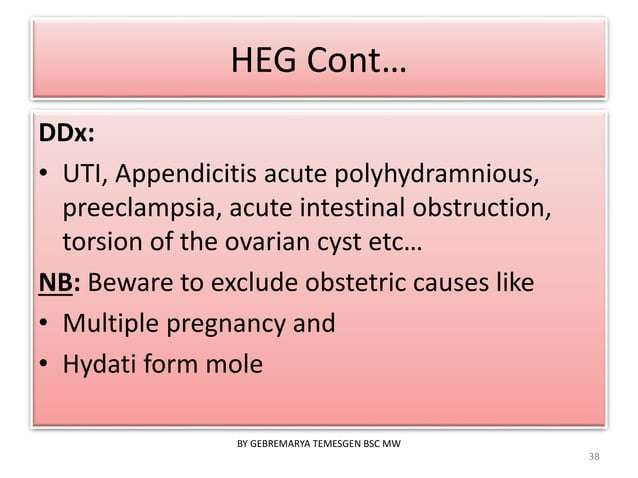 HEG Cont…
DDx:
• UTI, Appendicitis acute polyhydramnious,
preeclampsia, acute intestinal obstruction,
torsion of the ovarian cyst etc…
NB: Beware to exclude obstetric causes like
• Multiple pregnancy and
• Hydati form mole
BY GEBREMARYA TEMESGEN BSC MW
38